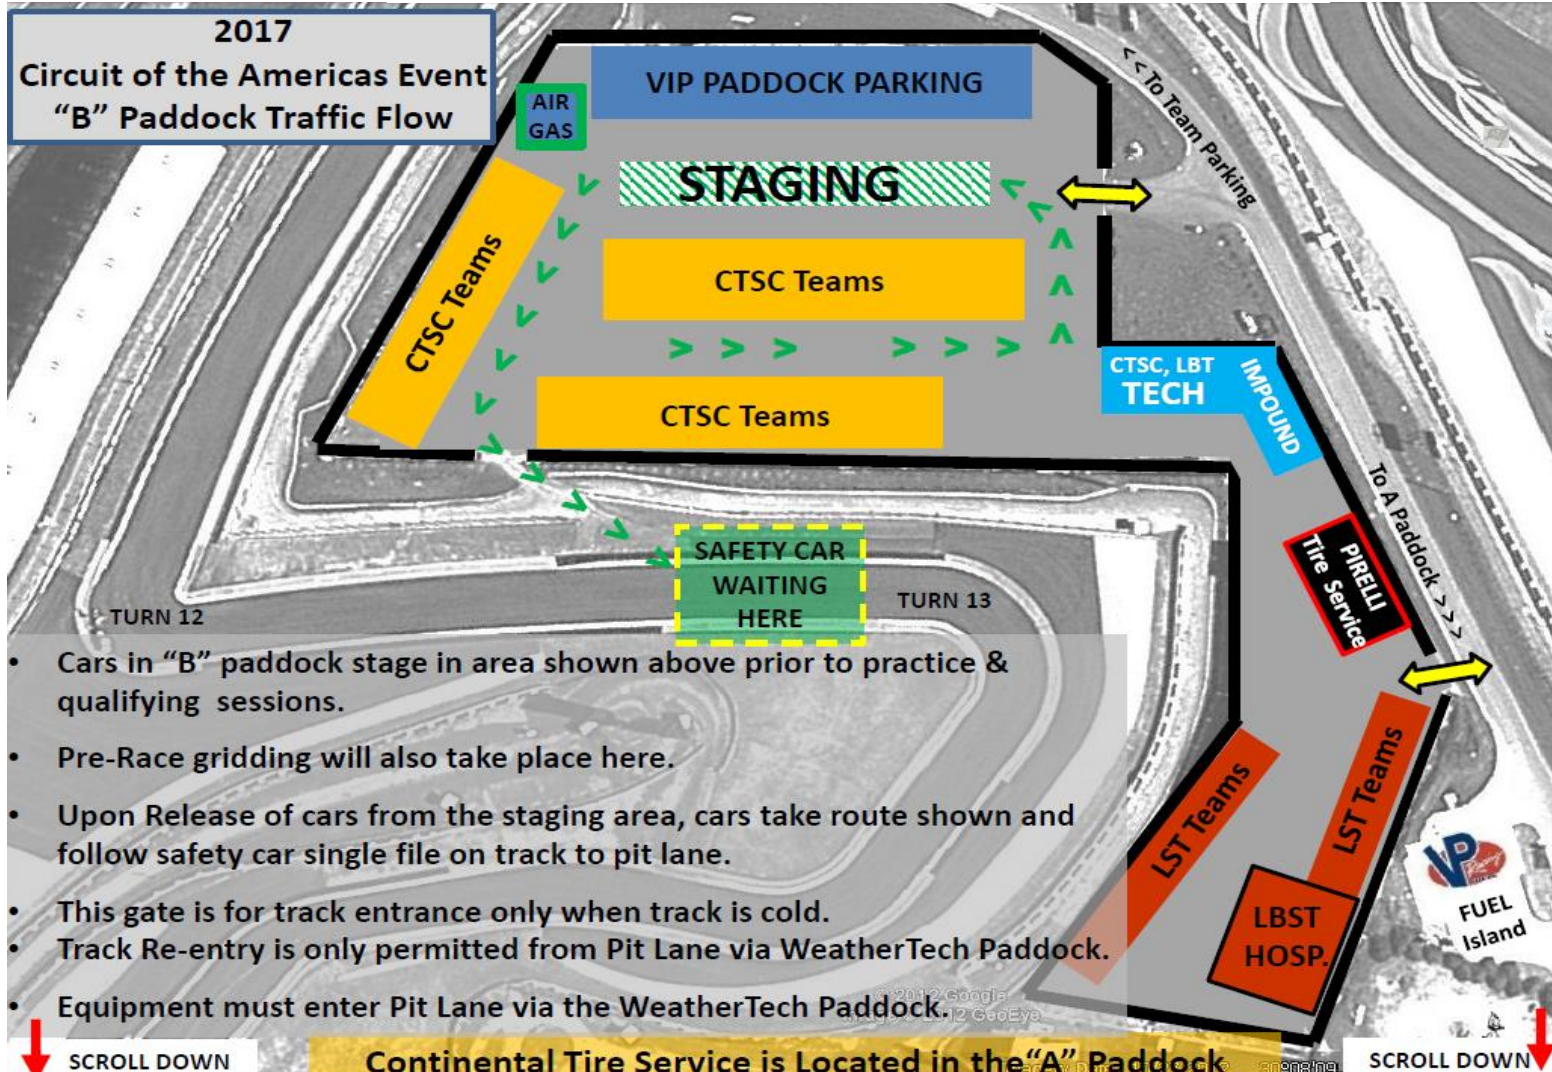 2017
Circuit of the Americas Event
“B” Paddock Traffic Flow
AIR
GAS
VIP PADDOCK PARKING
< < To Team Parking
STAGING
CTSC Teams
CTSC Teams
CTSC Teams
CTSC, LBT
TECH
IMPOUND
To A Paddock > > >
PIRELLI
Tire Service
SAFETY CAR
WAITING
HERE
TURN 12
TURN 13
• Cars in “B” paddock stage in area shown above prior to practice &
qualifying sessions.
• Pre-Race gridding will also take place here.
• Upon Release of cars from the staging area, cars take route shown and
follow safety car single file on track to pit lane.
• This gate is for track entrance only when track is cold.
• Track Re-entry is only permitted from Pit Lane via WeatherTech Paddock.
• Equipment must enter Pit Lane via the WeatherTech Paddock.
LST Teams
LST Teams
LBST
HOSP.
VP
Racing
FUEL
Island
© 2012 Google
© 2012 GeoEye
SCROLL DOWN
Continental Tire Service is Located in the“A” Paddock
SCROLL DOWN